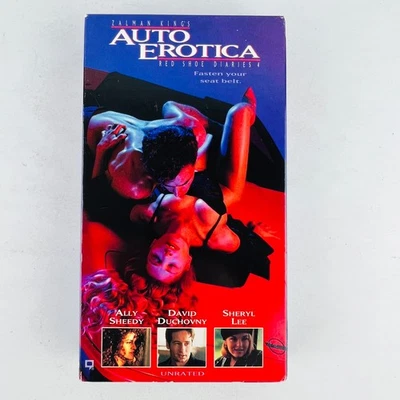 ZALMAN KING'S
AUTO
EROTICA
RED SHOE DIARIES 4
Fasten your
seat belt.
ALLY DAVID SHERYL
SHEEDY DUCHOVNY LEE
UNRATED